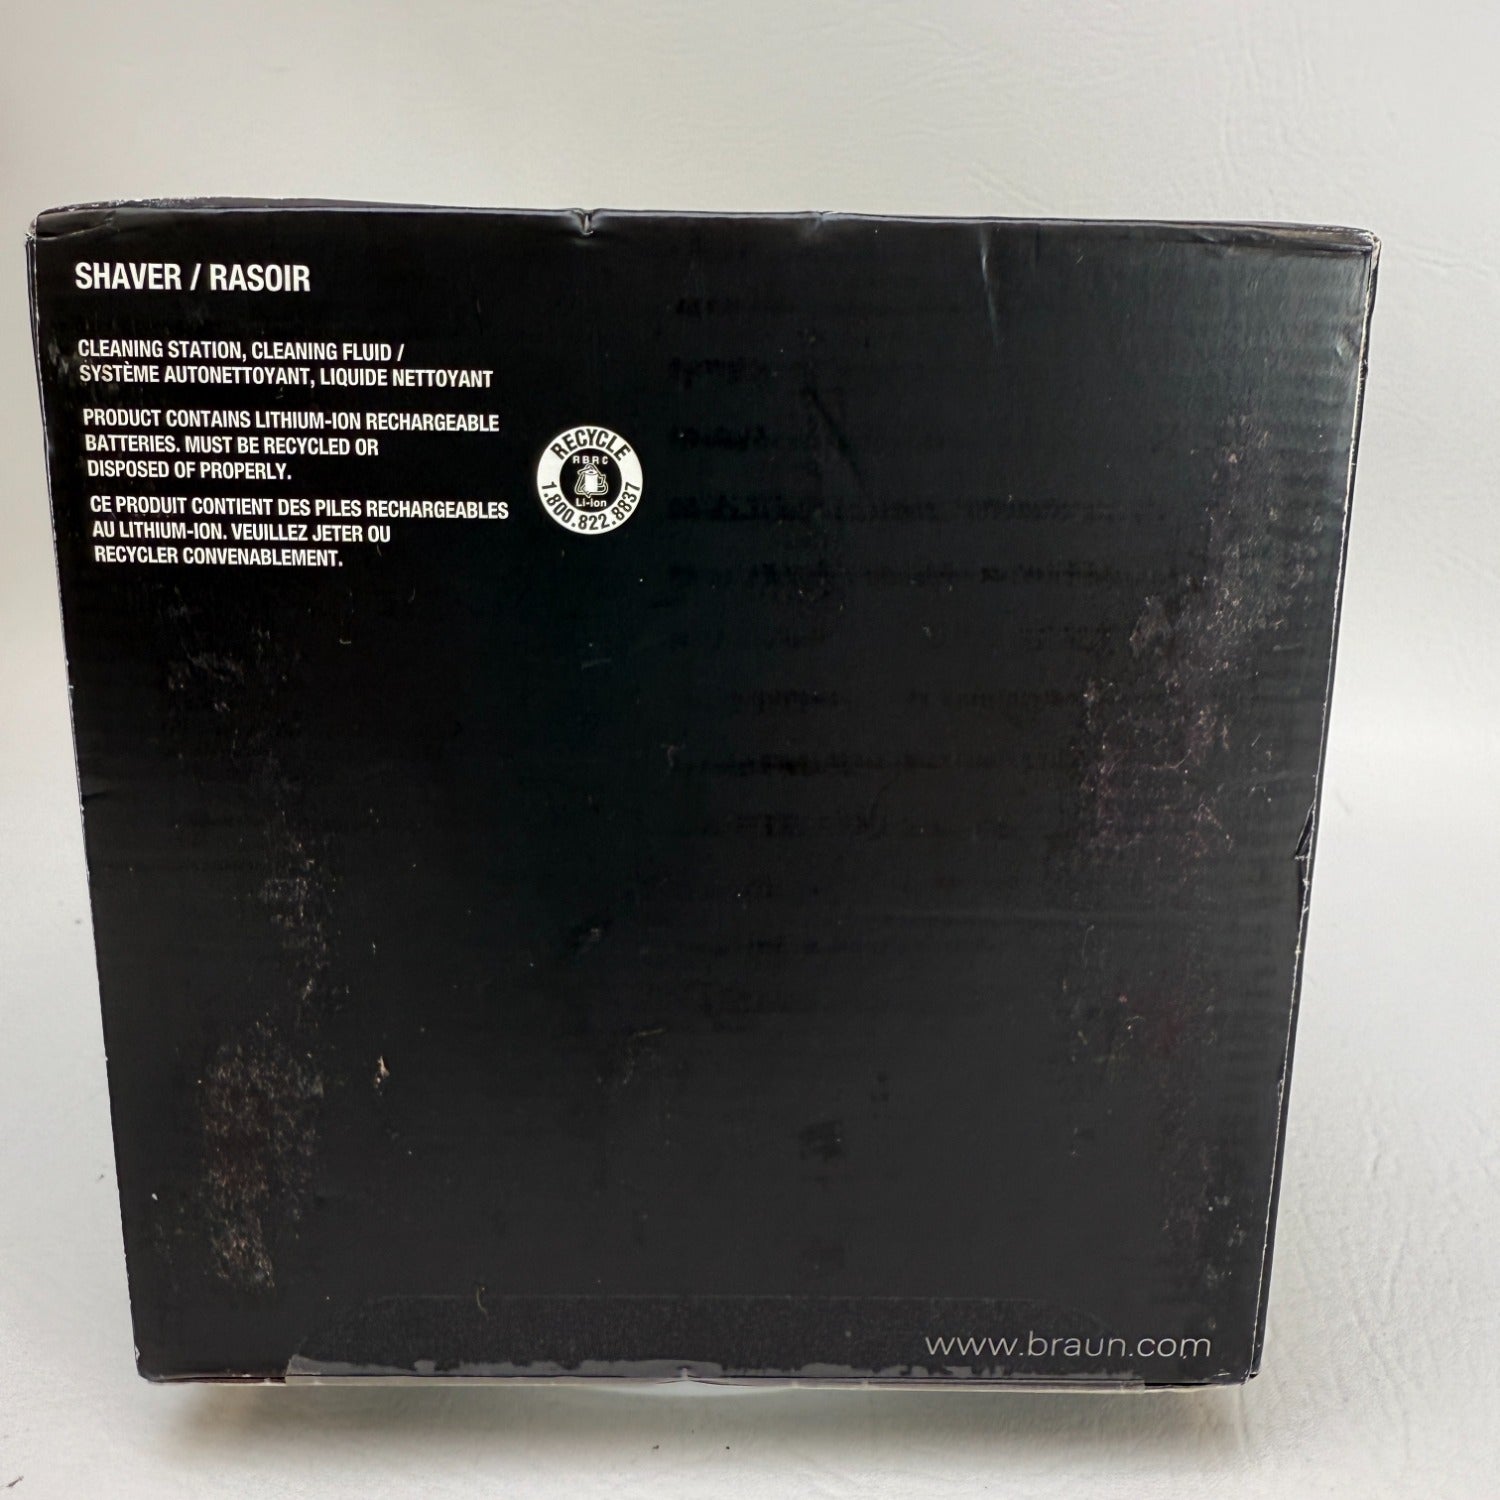 SHAVER / RASOIR
CLEANING STATION, CLEANING FLUID /
SYSTÈME AUTONETTOYANT, LIQUIDE NETTOYANT
PRODUCT CONTAINS LITHIUM-ION RECHARGEABLE
BATTERIES. MUST BE RECYCLED OR
DISPOSED OF PROPERLY.
CE PRODUIT CONTIENT DES PILES RECHARGEABLES
AU LITHIUM-ION. VEUILLEZ JETER OU
RECYCLER CONVENABLEMENT.
RECYCLE
RBRC
Li-ion
1.800.822.8837
www.braun.com